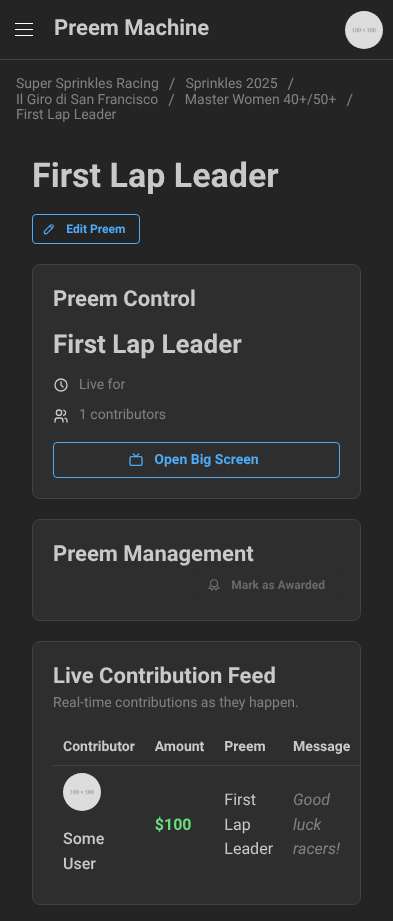 Preem Machine
100 × 100
Super Sprinkles Racing / Sprinkles 2025 /
Il Giro di San Francisco / Master Women 40+/50+ /
First Lap Leader
First Lap Leader
Edit Preem
Preem Control
First Lap Leader
Live for
1 contributors
Open Big Screen
Preem Management
Mark as Awarded
Live Contribution Feed
Real-time contributions as they happen.
Contributor Amount Preem Message
100 × 100
Some
User
$100
First
Lap
Leader
Good
luck
racers!